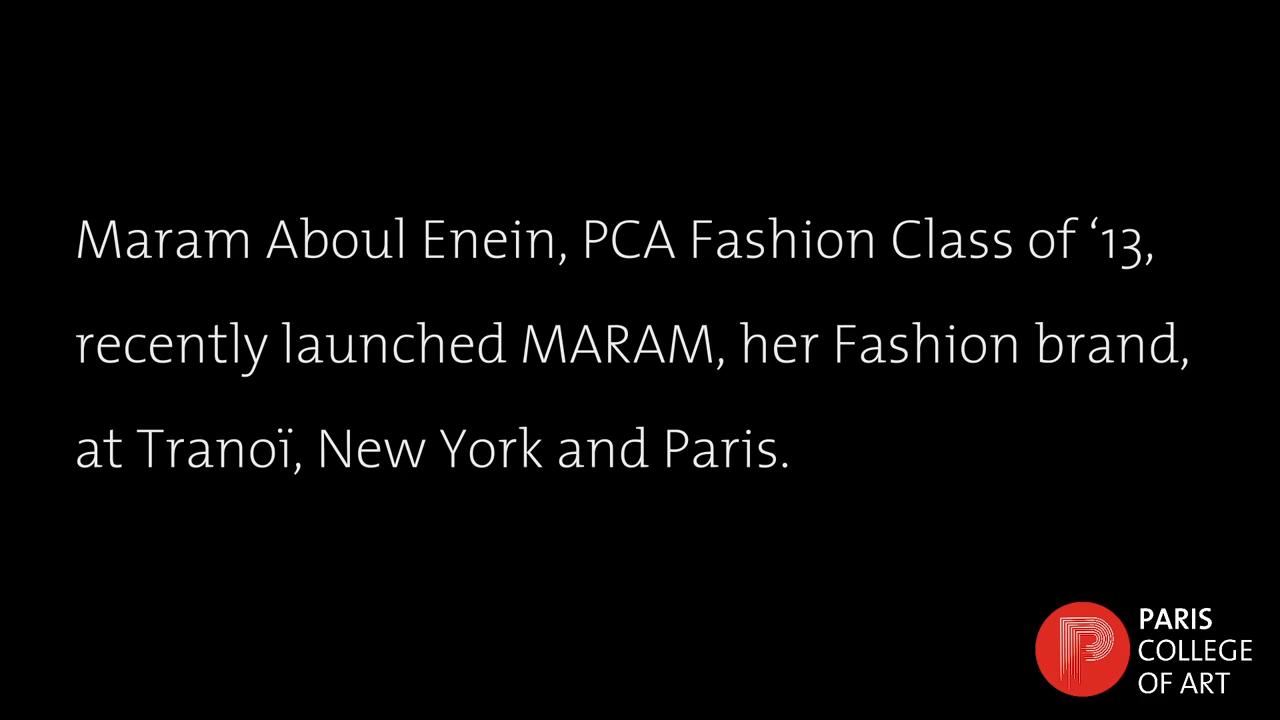 Maram Aboul Enein, PCA Fashion Class of ‘13,
recently launched MARAM, her Fashion brand,
at Tranoï, New York and Paris.
PARIS
COLLEGE
OF ART